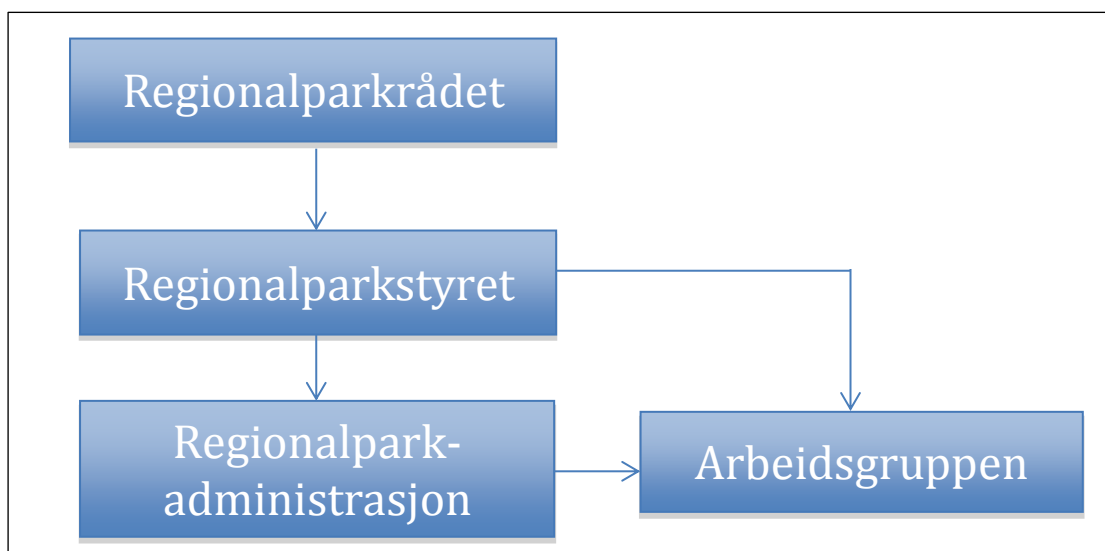 Regionalparkrådet
Regionalparkstyret
Regionalpark-
administrasjon
Arbeidsgruppen